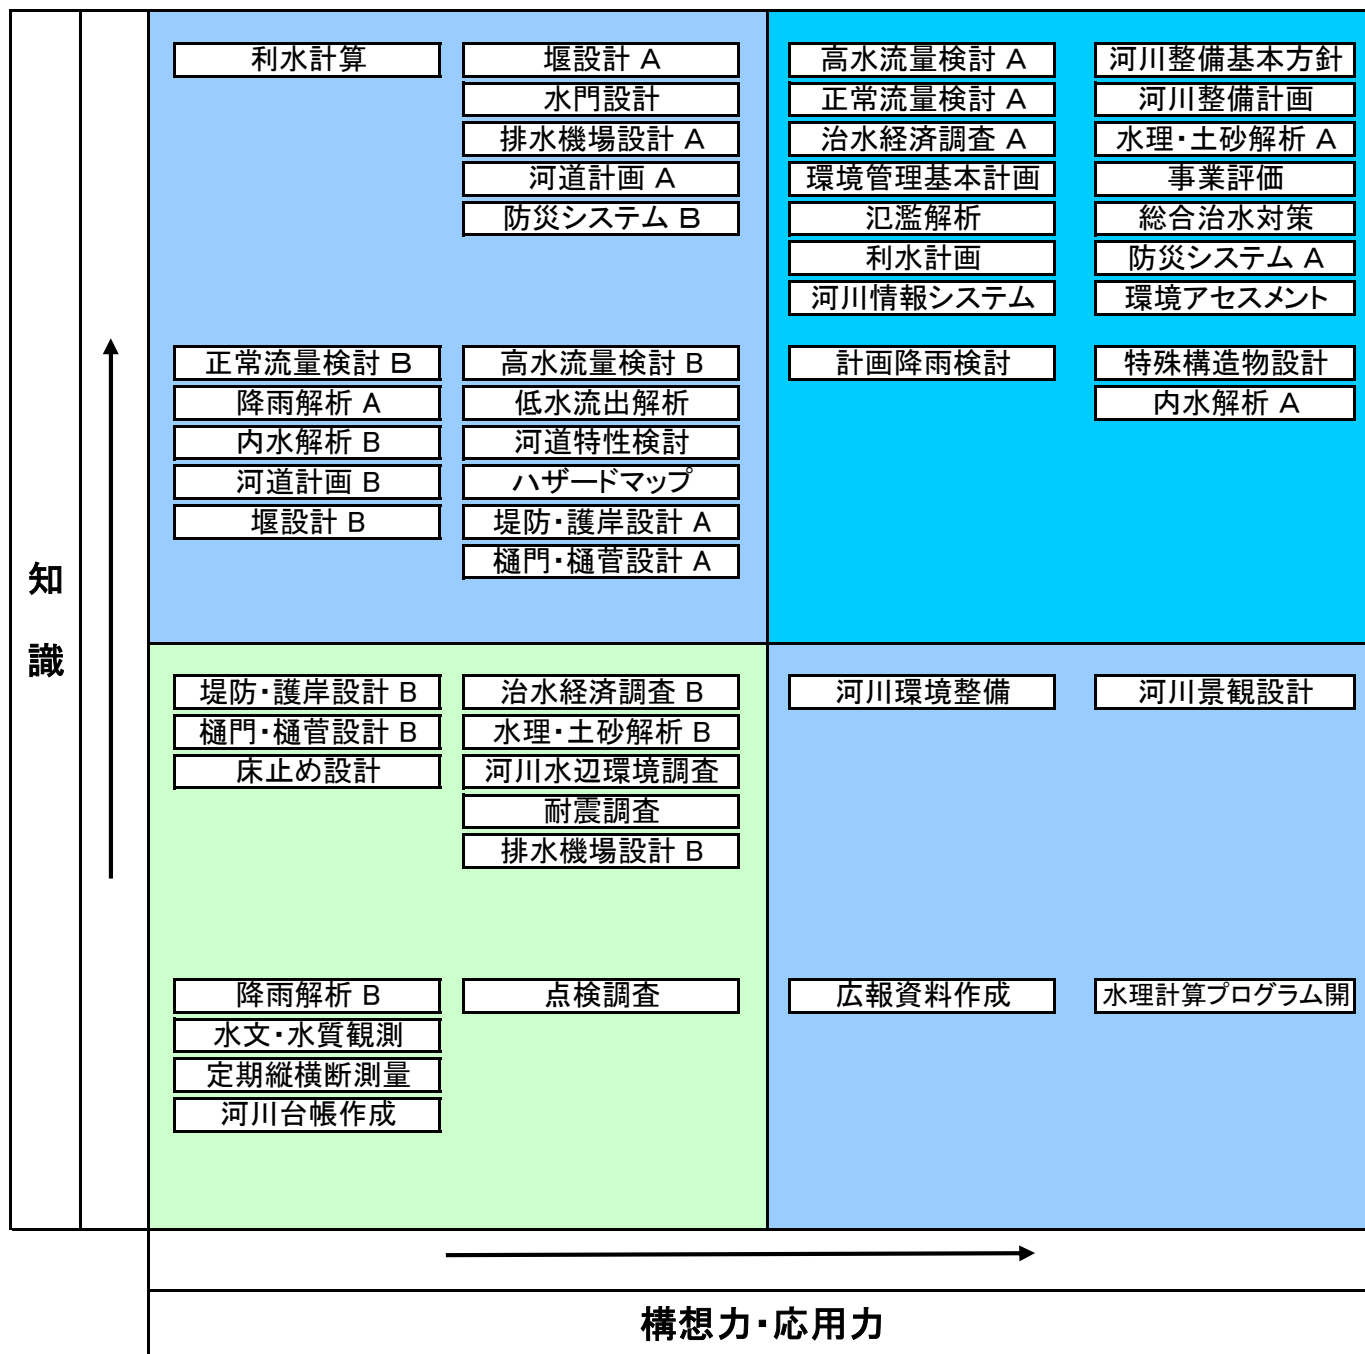 利水計算
堰設計 A
水門設計
排水機場設計 A
河道計画 A
防災システム B
高水流量検討 A
正常流量検討 A
治水経済調査 A
環境管理基本計画
氾濫解析
利水計画
河川情報システム
河川整備基本方針
河川整備計画
水理・土砂解析 A
事業評価
総合治水対策
防災システム A
環境アセスメント
正常流量検討 B
降雨解析 A
内水解析 B
河道計画 B
堰設計 B
高水流量検討 B
低水流出解析
河道特性検討
ハザードマップ
堤防・護岸設計 A
樋門・樋菅設計 A
計画降雨検討
特殊構造物設計
内水解析 A
知
識
堤防・護岸設計 B
樋門・樋菅設計 B
床止め設計
治水経済調査 B
水理・土砂解析 B
河川水辺環境調査
耐震調査
排水機場設計 B
河川環境整備
河川景観設計
降雨解析 B
水文・水質観測
定期縦横断測量
河川台帳作成
点検調査
広報資料作成
水理計算プログラム開
構想力・応用力